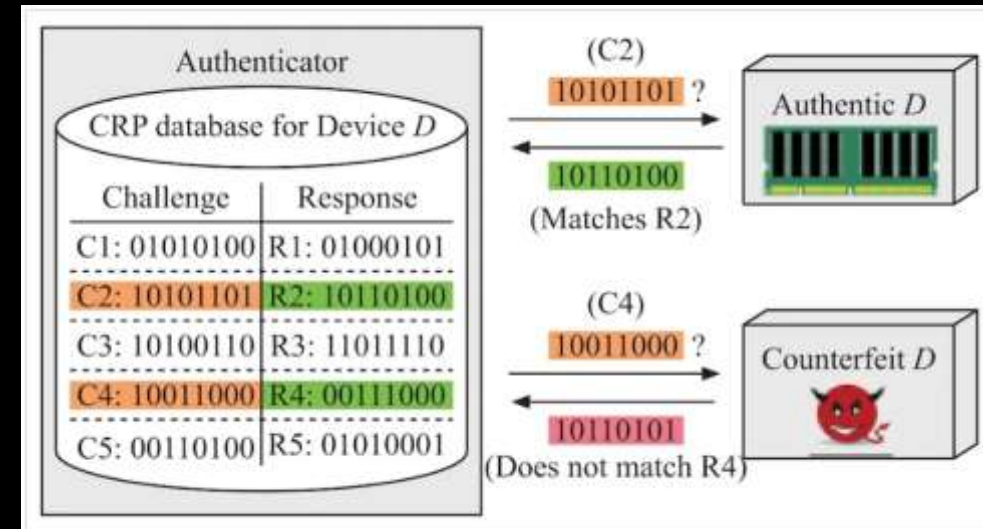 Authenticator
CRP database for Device D
Challenge Response
C1: 01010100 R1: 01000101
C2: 10101101 R2: 10110100
C3: 10100110 R3: 11011110
C4: 10011000 R4: 00111000
C5: 00110100 R5: 01010001
(C2)
10101101 ?
10110100
(Matches R2)
Authentic D
(C4)
10011000 ?
10110101
(Does not match R4)
Counterfeit D